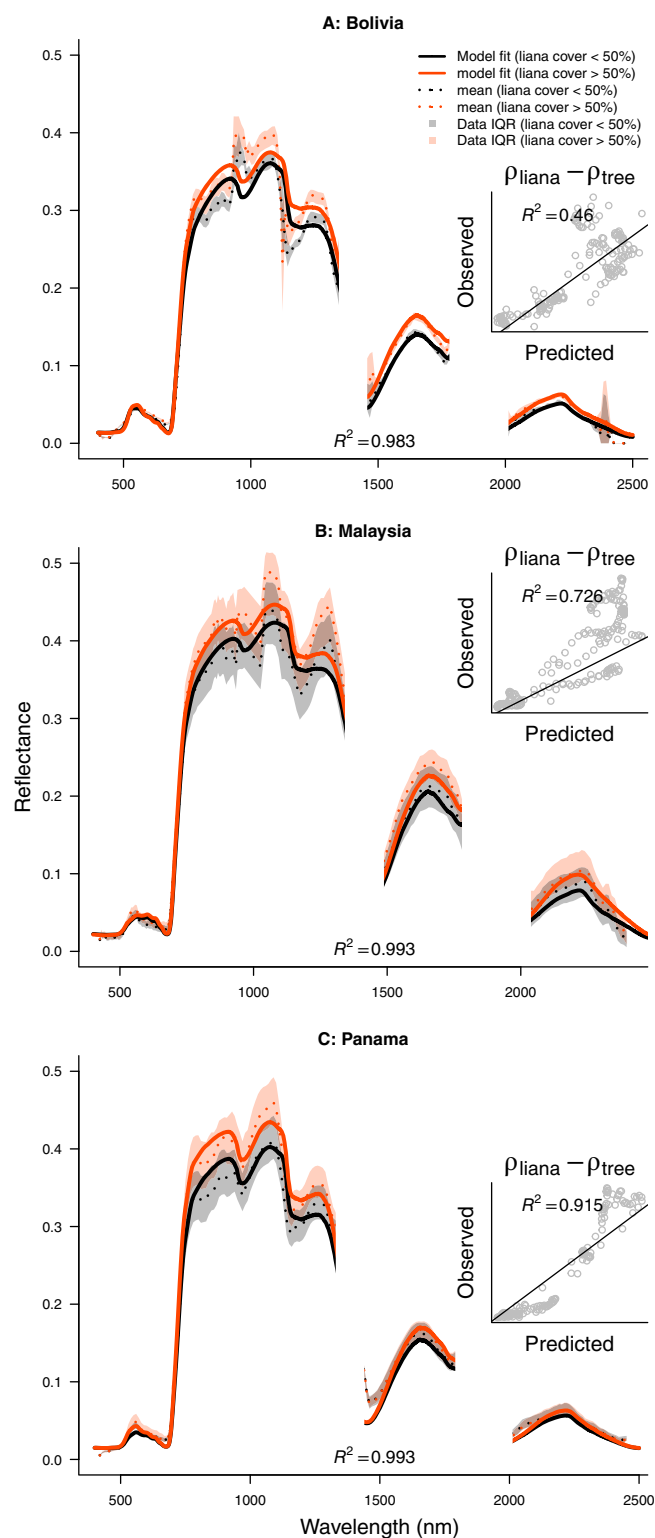 A: Bolivia
Model fit (liana cover < 50%)
model fit (liana cover > 50%)
mean (liana cover < 50%)
mean (liana cover > 50%)
Data IQR (liana cover < 50%)
Data IQR (liana cover > 50%)
0.5
0.4
0.3
0.2
0.1
0.0
ρliana − ρtree
R² = 0.46
Observed
Predicted
R² = 0.983
500 1000 1500 2000 2500
B: Malaysia
0.5
0.4
0.3
0.2
0.1
0.0
ρliana − ρtree
R² = 0.726
Observed
Predicted
Reflectance
R² = 0.993
500 1000 1500 2000
C: Panama
0.5
0.4
0.3
0.2
0.1
0.0
ρliana − ρtree
R² = 0.915
Observed
Predicted
R² = 0.993
500 1000 1500 2000 2500
Wavelength (nm)